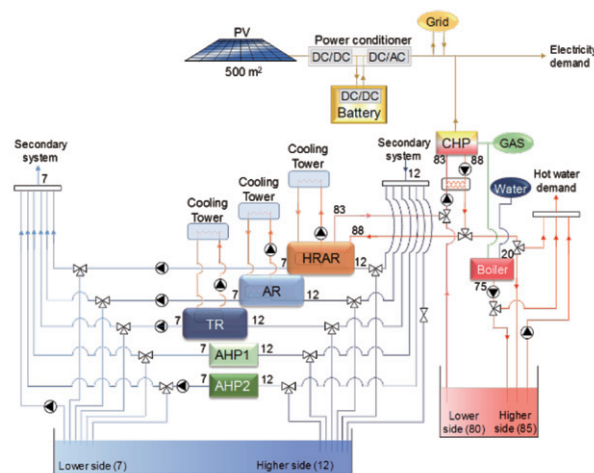 PV
500 m²
Power conditioner
DC/DC
DC/AC
DC/DC
Battery
Grid
Electricity
demand
Secondary
system
7
Cooling
Tower
Cooling
Tower
Cooling
Tower
Secondary
system
12
CHP
83
88
GAS
Water
Hot water
demand
83
88
HRAR
7
12
AR
7
12
TR
7
12
AHP1
7
12
AHP2
7
12
20
Boiler
75
Lower
side (80)
Higher
side (85)
Lower side (7)
Higher side (12)